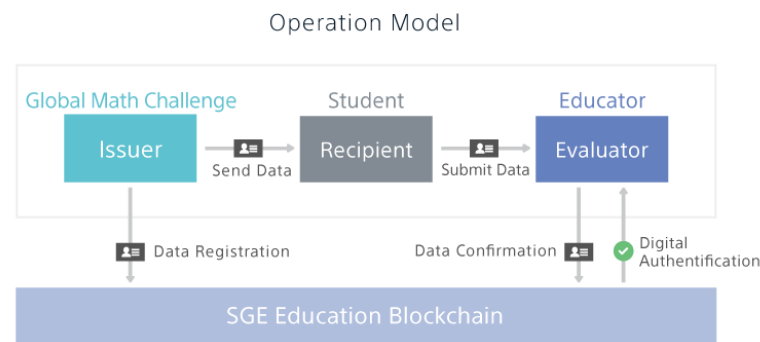 Operation Model
Global Math Challenge
Student
Educator
Issuer
Recipient
Evaluator
Send Data
Submit Data
Data Registration
Data Confirmation
Digital
Authentification
SGE Education Blockchain